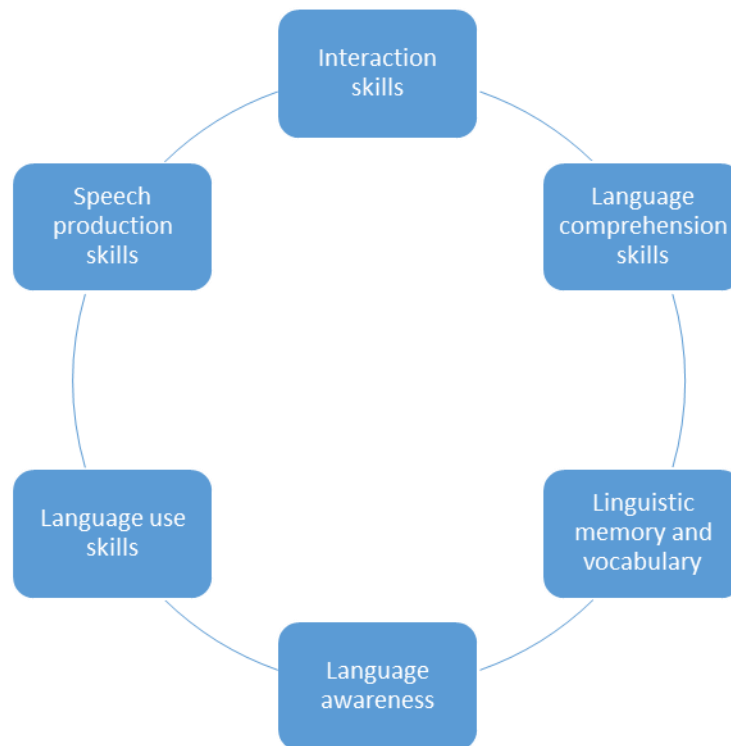 Interaction
skills
Language
comprehension
skills
Linguistic
memory and
vocabulary
Language
awareness
Language use
skills
Speech
production
skills